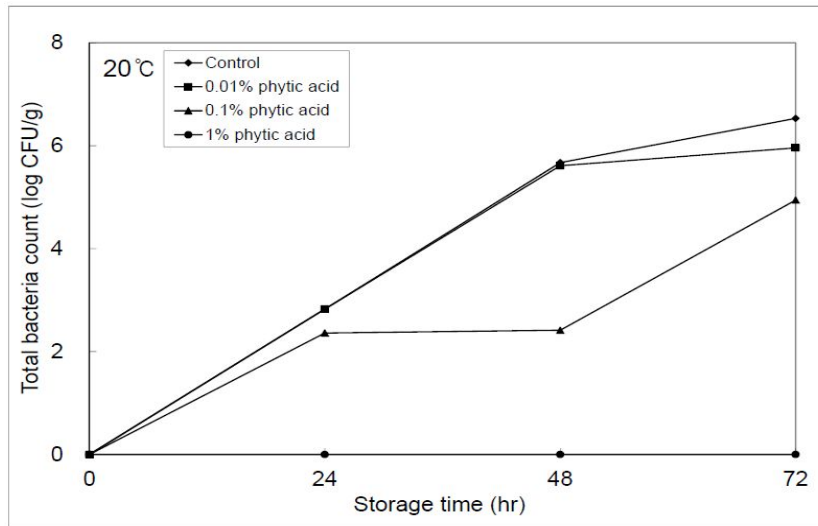 8
20℃
Control
0.01% phytic acid
0.1% phytic acid
1% phytic acid
6
4
2
0
Total bacteria count (log CFU/g)
0 24 48 72
Storage time (hr)